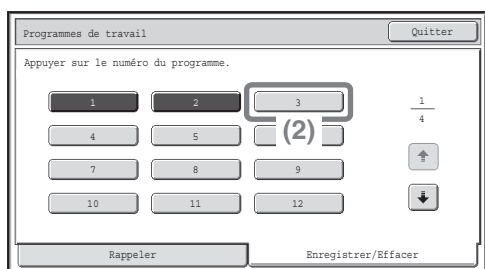 Programmes de travail Quitter
Appuyer sur le numéro du programme.
1 2 3 1
4
4 5 (2)
7 8 9
10 11 12
Rappeler Enregistrer/Effacer